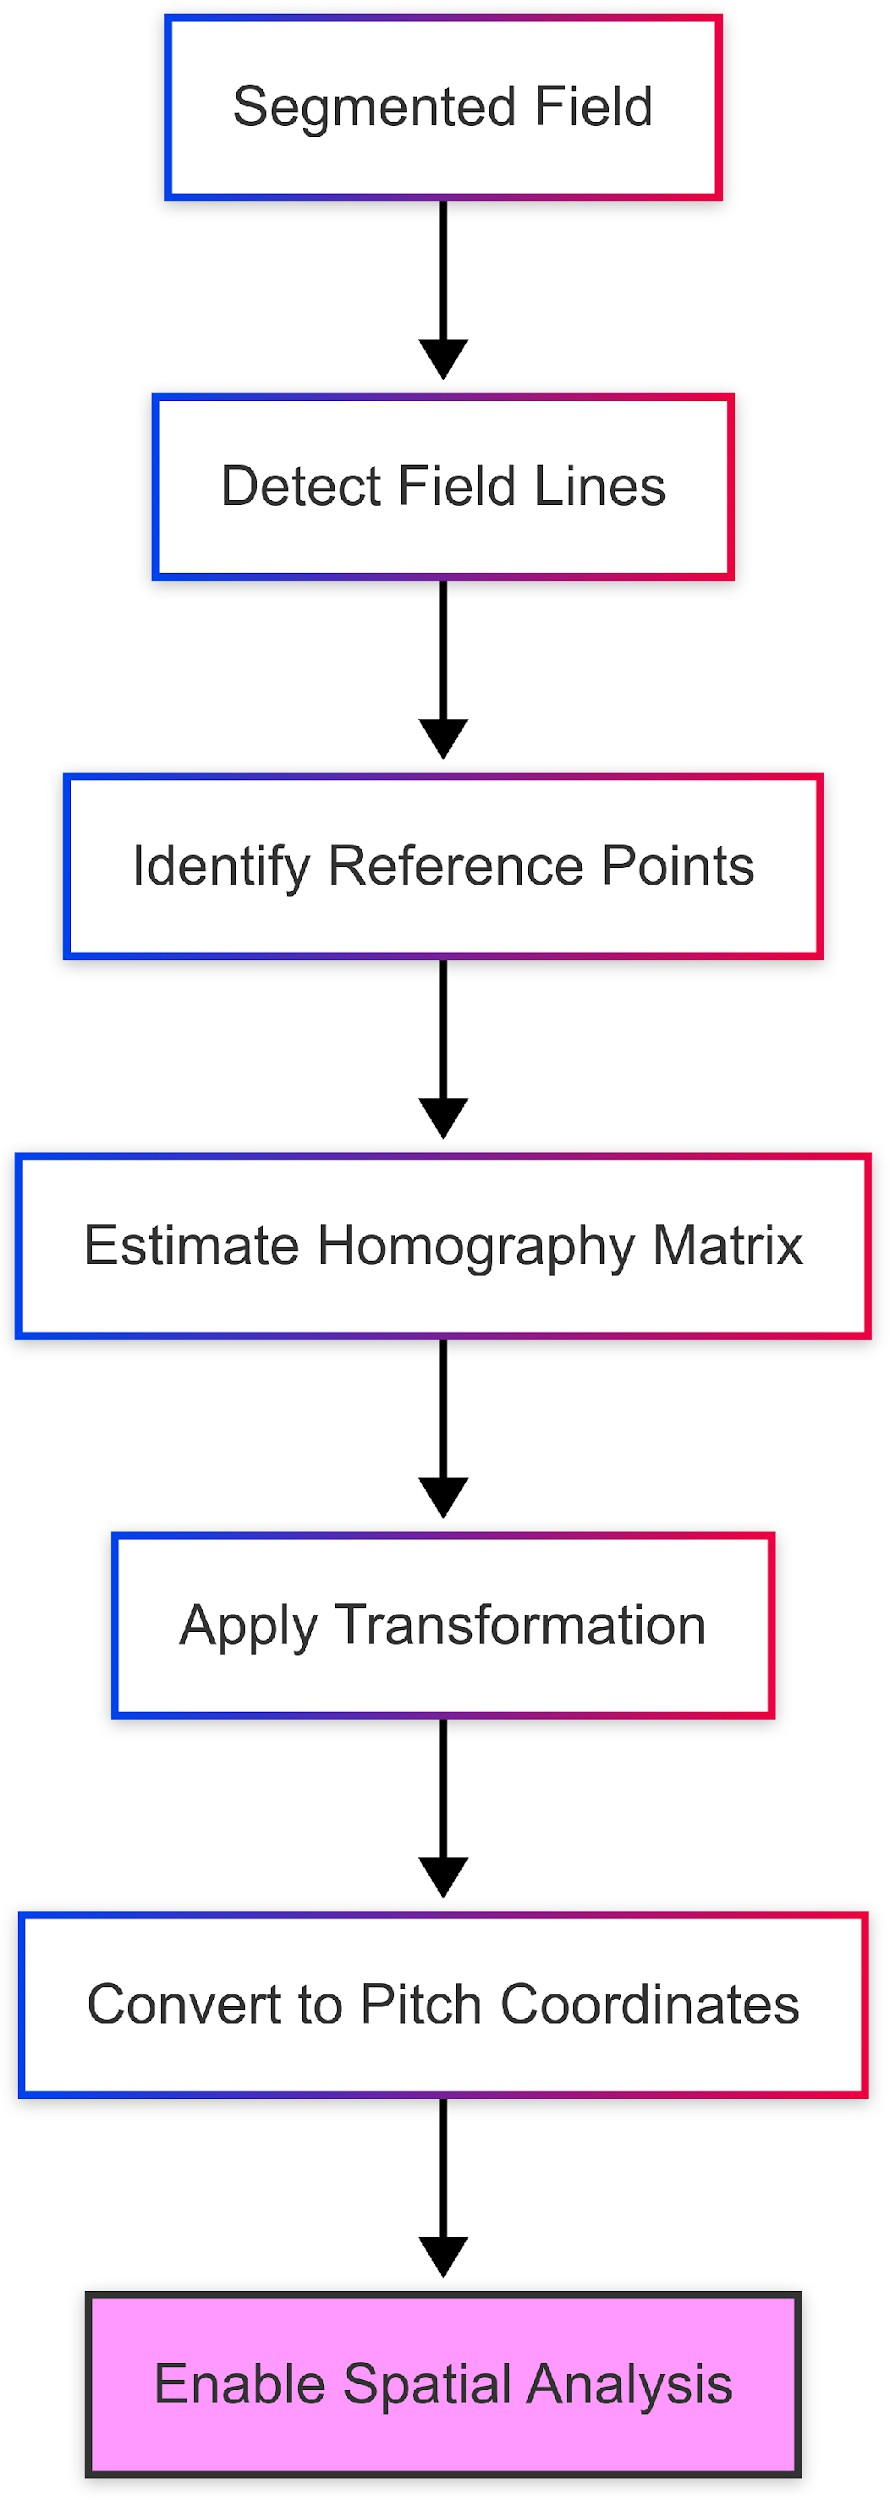 Segmented Field
Detect Field Lines
Identify Reference Points
Estimate Homography Matrix
Apply Transformation
Convert to Pitch Coordinates
Enable Spatial Analysis